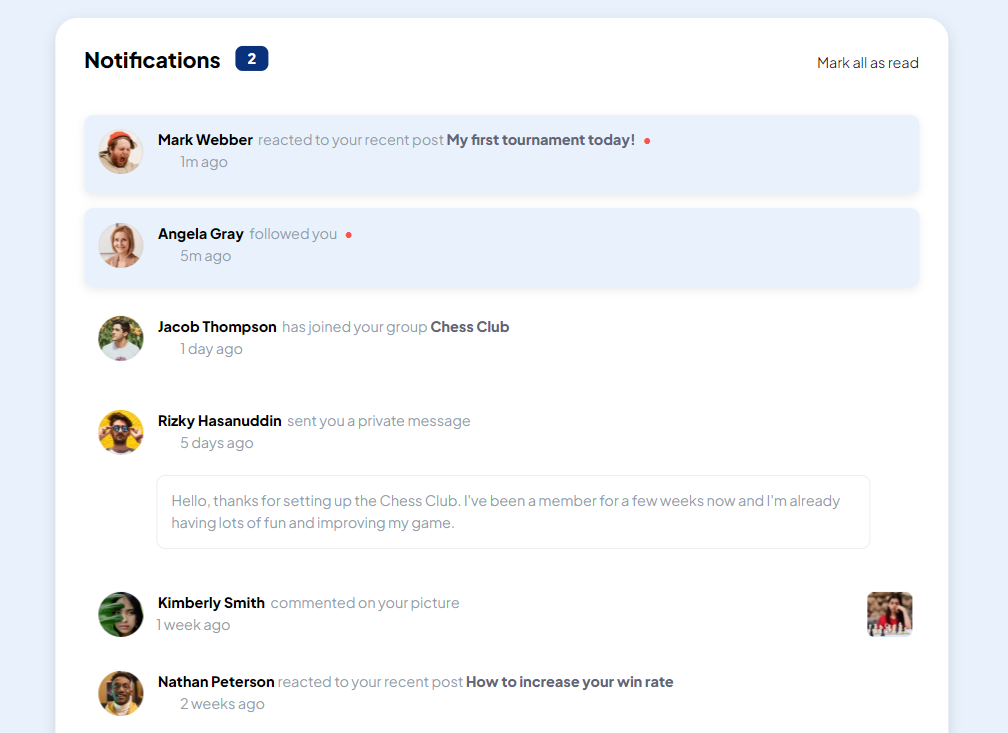 Notifications 2
Mark all as read
Mark Webber reacted to your recent post My first tournament today!
1m ago
Angela Gray followed you
5m ago
Jacob Thompson has joined your group Chess Club
1 day ago
Rizky Hasanuddin sent you a private message
5 days ago
Hello, thanks for setting up the Chess Club. I've been a member for a few weeks now and I'm already
having lots of fun and improving my game.
Kimberly Smith commented on your picture
1 week ago
Nathan Peterson reacted to your recent post How to increase your win rate
2 weeks ago